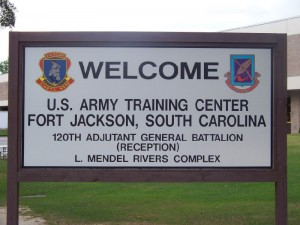 WELCOME
U.S. ARMY TRAINING CENTER
FORT JACKSON, SOUTH CAROLINA
120TH ADJUTANT GENERAL BATTALION
(RECEPTION)
L. MENDEL RIVERS COMPLEX